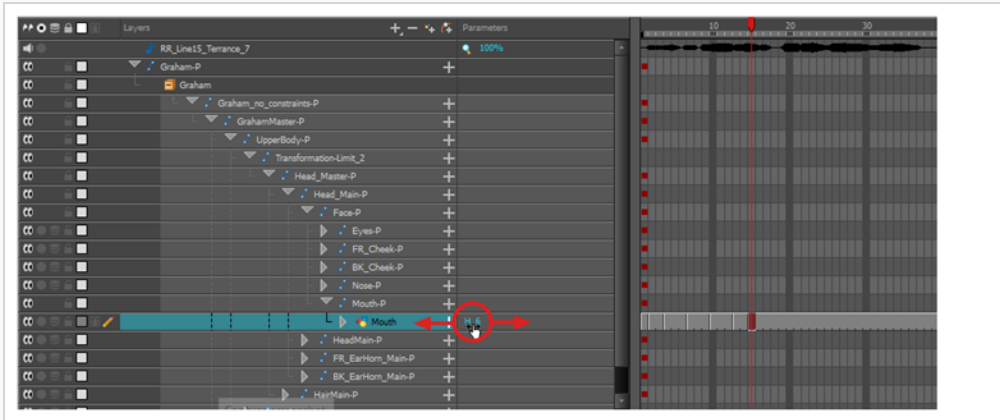 Layers Parameters 10 20 30
RR_Line15_Terrance_7 100%
Graham-P
Graham
Graham_no_constraints-P
GrahamMaster-P
UpperBody-P
Transformation-Limit_2
Head_Master-P
Head_Main-P
Face-P
Eyes-P
FR_Cheek-P
BK_Cheek-P
Nose-P
Mouth-P
Mouth H_6
HeadMain-P
FR_EarHorn_Main-P
BK_EarHorn_Main-P
HairMain-P